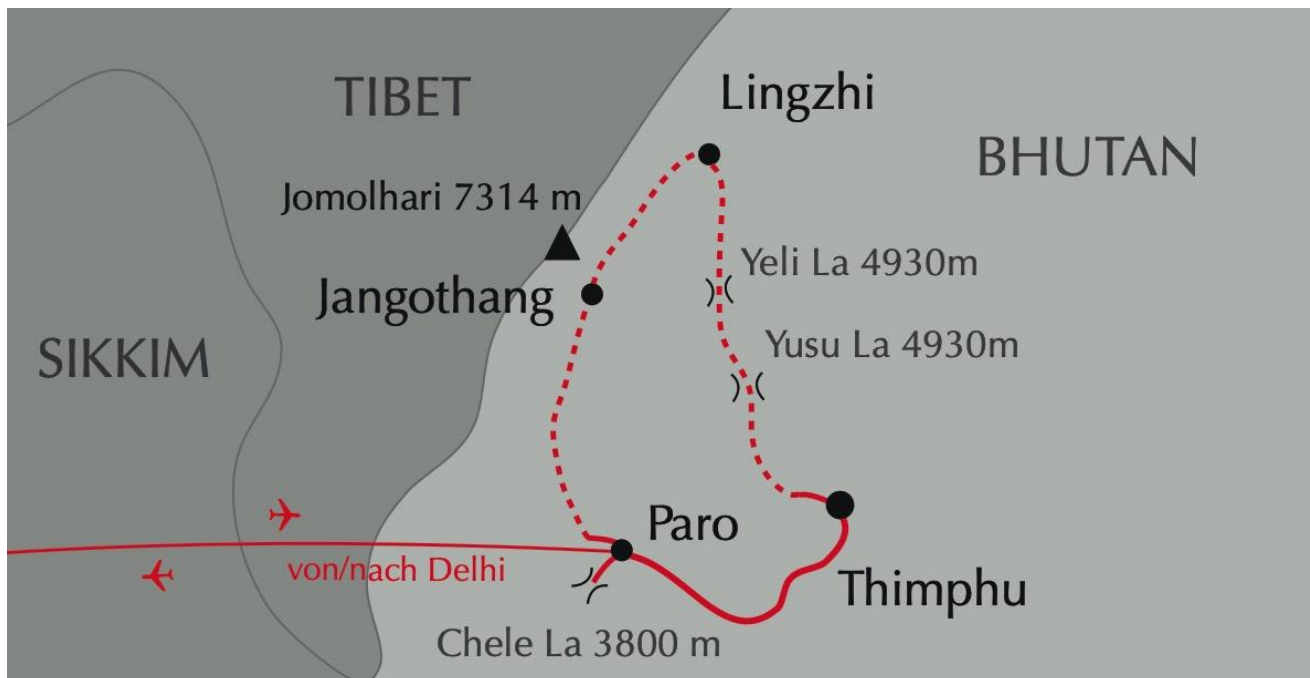 TIBET
Lingzhi
BHUTAN
Jomolhari 7314 m
Yeli La 4930m
Jangothang
Yusu La 4930m
SIKKIM
Paro
von/nach Delhi
Thimphu
Chele La 3800 m